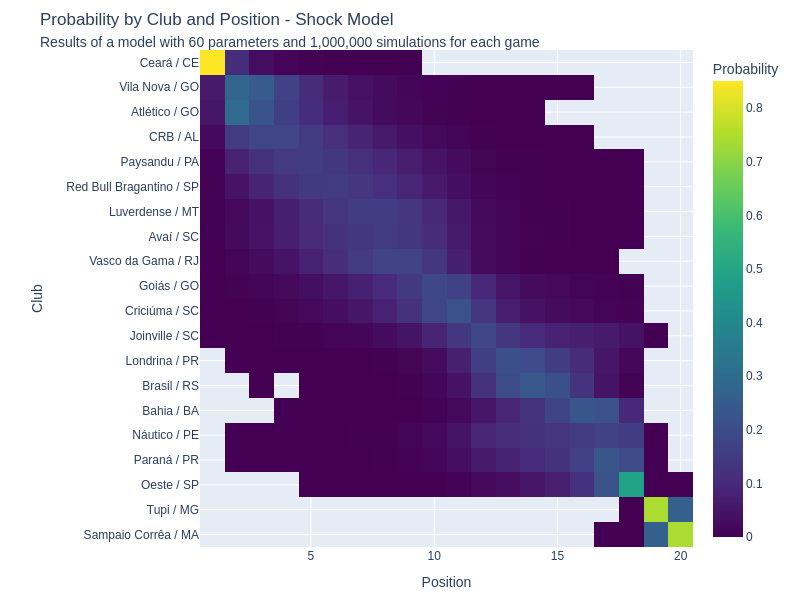 Probability by Club and Position - Shock Model
Results of a model with 60 parameters and 1,000,000 simulations for each game
Probability
Club
Ceará / CE
Vila Nova / GO
Atlético / GO
CRB / AL
Paysandu / PA
Red Bull Bragantino / SP
Luverdense / MT
Avaí / SC
Vasco da Gama / RJ
Goiás / GO
Criciúma / SC
Joinville / SC
Londrina / PR
Brasil / RS
Bahia / BA
Náutico / PE
Paraná / PR
Oeste / SP
Tupi / MG
Sampaio Corrêa / MA
5
10
15
20
Position
0.8
0.7
0.6
0.5
0.4
0.3
0.2
0.1
0